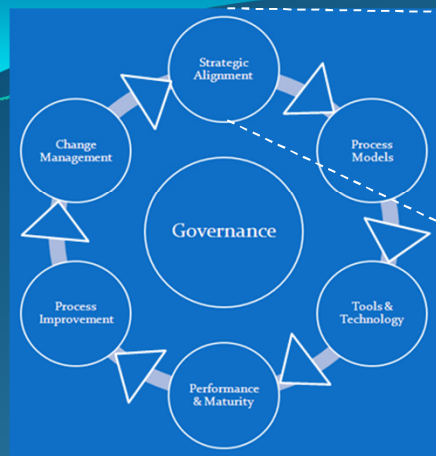 Strategic
Alignment
Process
Models
Tools &
Technology
Performance
& Maturity
Process
Improvement
Change
Management
Governance